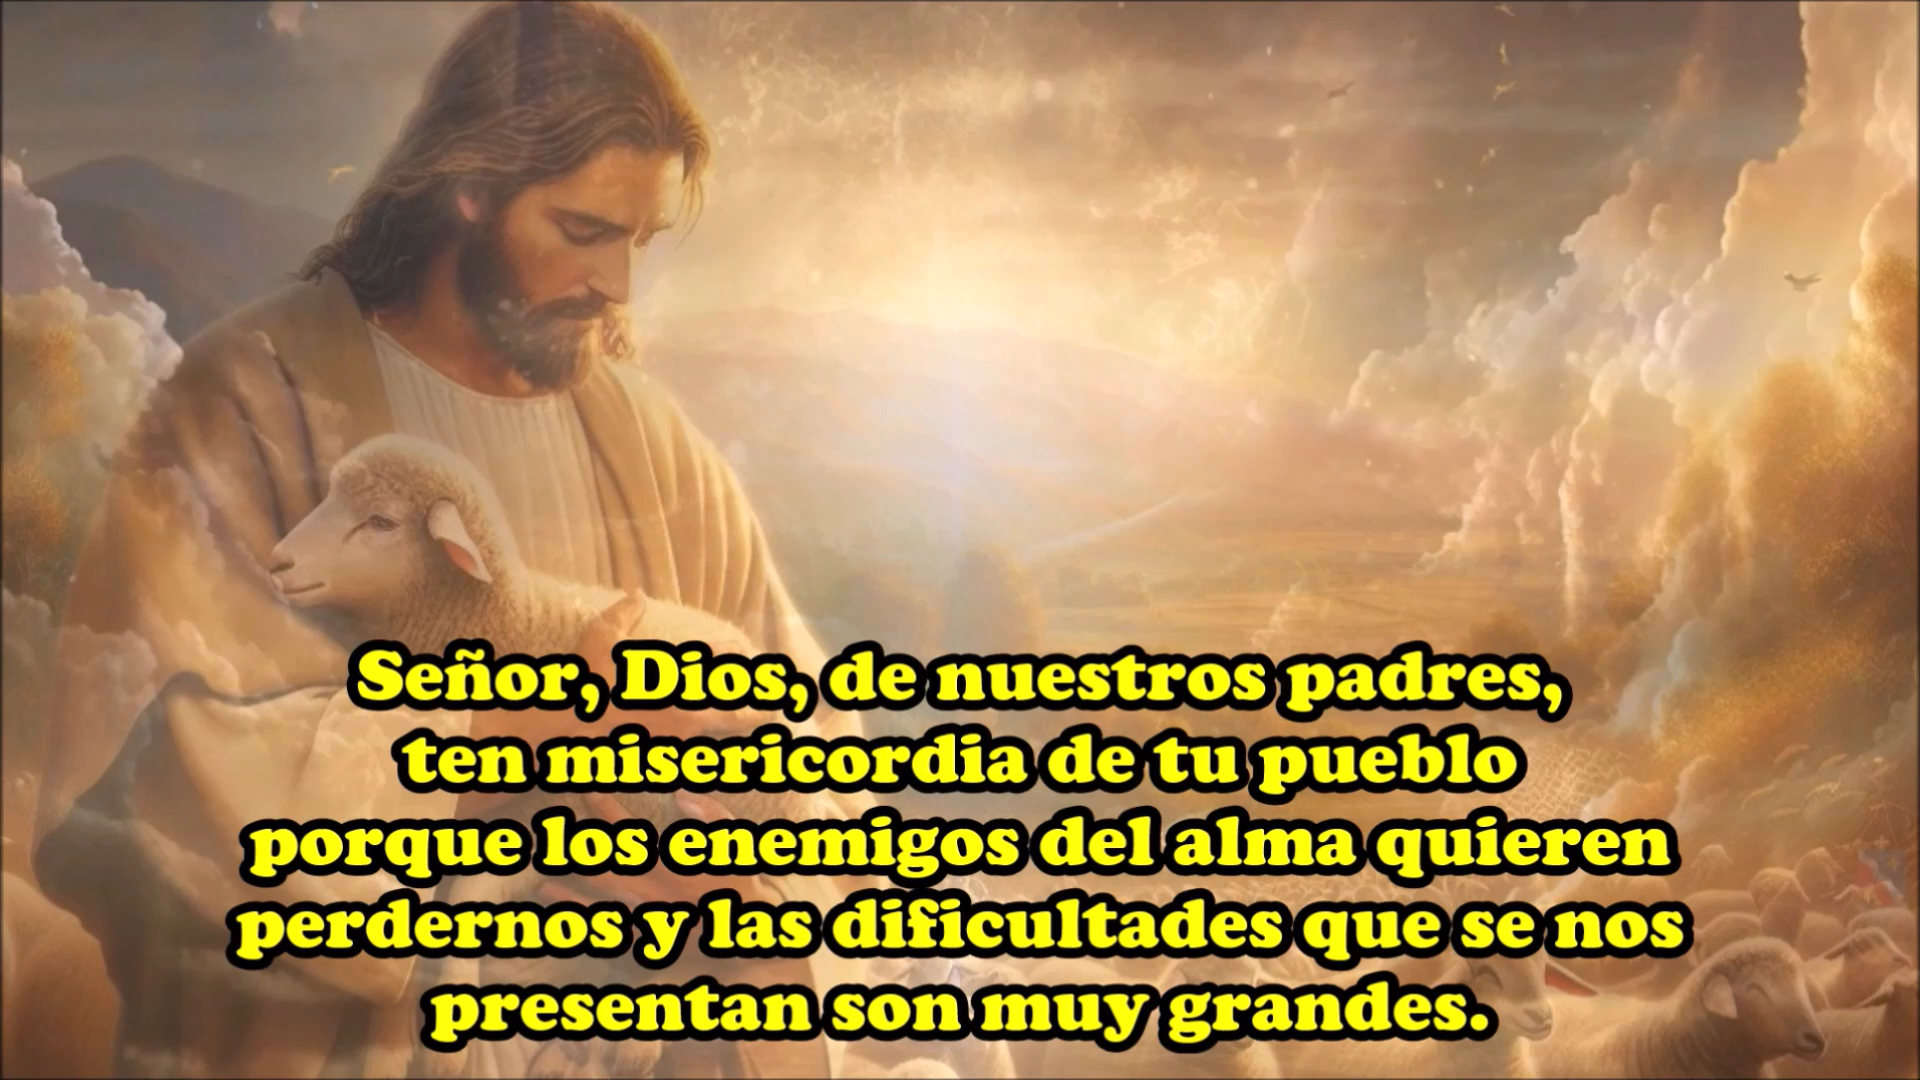 Señor, Dios, de nuestros padres,
ten misericordia de tu pueblo
porque los enemigos del alma quieren
perdernos y las dificultades que se nos
presentan son muy grandes.